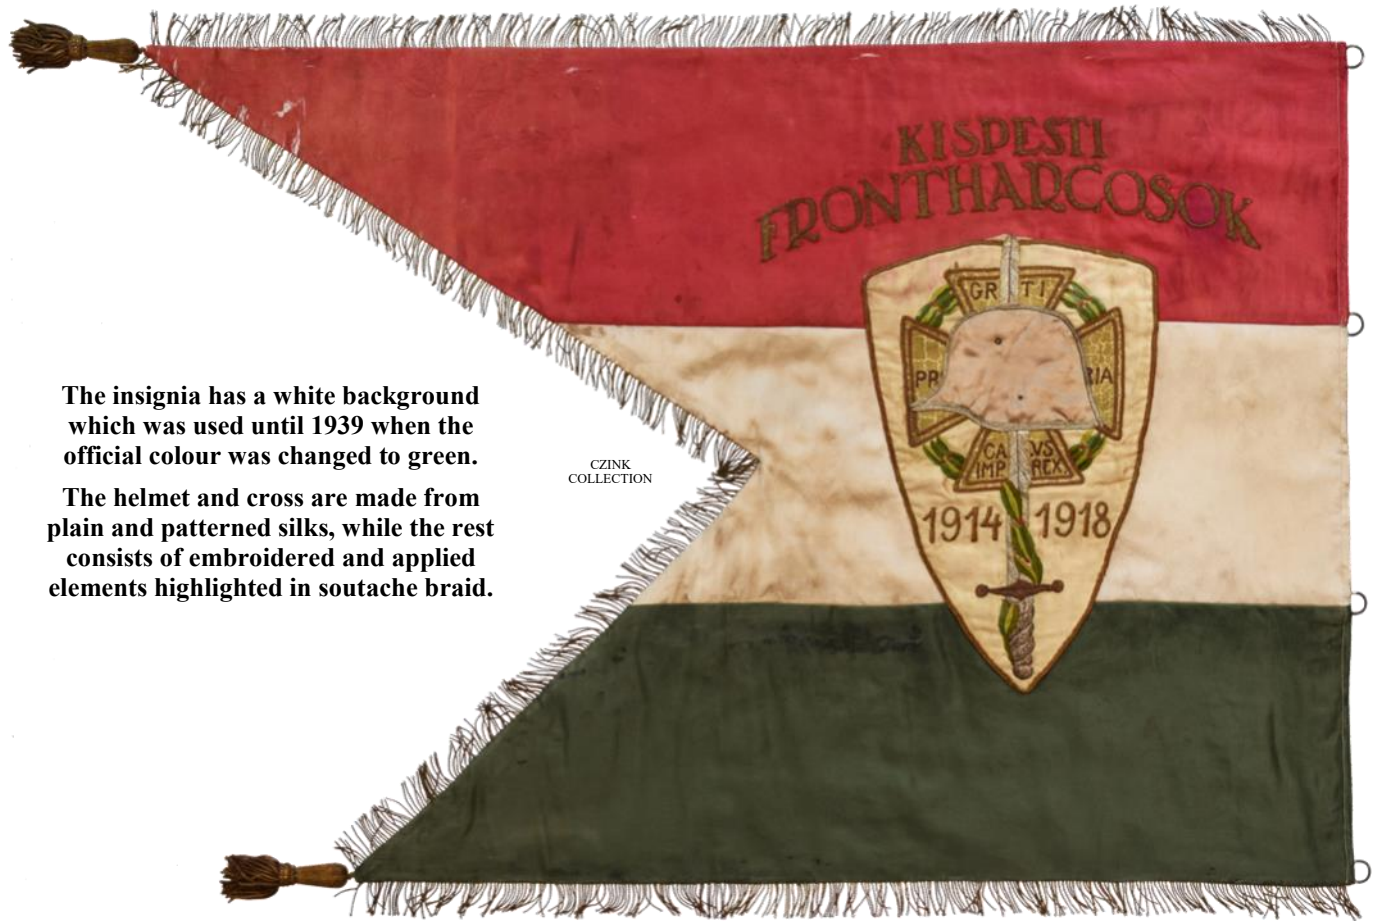 KISPESTI
FRONTHARCOSOK
GR TI
PR RIA
CA VS
IMP REX
1914 1918
The insignia has a white background
which was used until 1939 when the
official colour was changed to green.
The helmet and cross are made from
plain and patterned silks, while the rest
consists of embroidered and applied
elements highlighted in soutache braid.
CZINK
COLLECTION